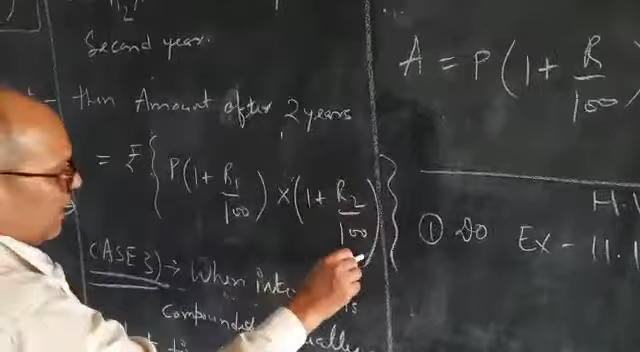 Second year.
then Amount after 2 years
= ₹ { P(1 + R₁/100) × (1 + R₂/100) }
CASE 3) → When
Compounded
A = P(1 + R/100
H.
① Do Ex - 11.1